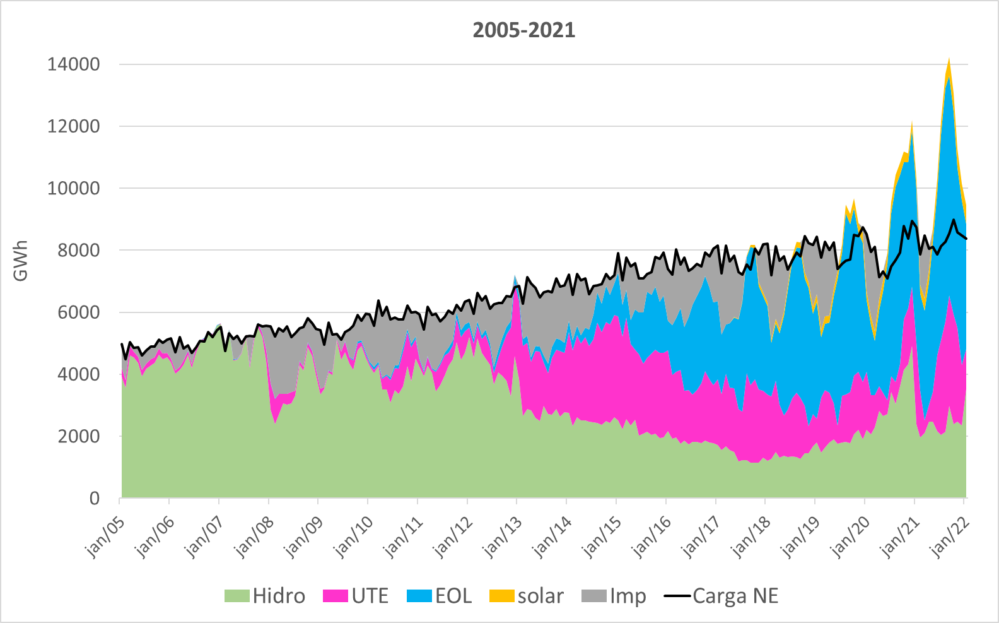 2005-2021
14000
12000
10000
8000
6000
4000
2000
0
GWh
jan/05
jan/06
jan/07
jan/08
jan/09
jan/10
jan/11
jan/12
jan/13
jan/14
jan/15
jan/16
jan/17
jan/18
jan/19
jan/20
jan/21
jan/22
Hidro UTE EOL solar Imp Carga NE